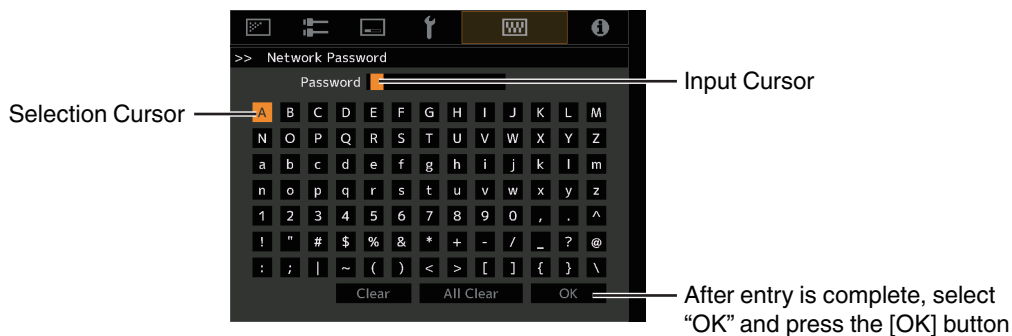 >> Network Password
Password
Input Cursor
Selection Cursor
A B C D E F G H I J K L M
N O P Q R S T U V W X Y Z
a b c d e f g h i j k l m
n o p q r s t u v w x y z
1 2 3 4 5 6 7 8 9 0 , . ^
! " # $ % & * + - / _ ? @
: ; | ~ ( ) < > [ ] { } \
Clear All Clear OK
After entry is complete, select
“OK” and press the [OK] button